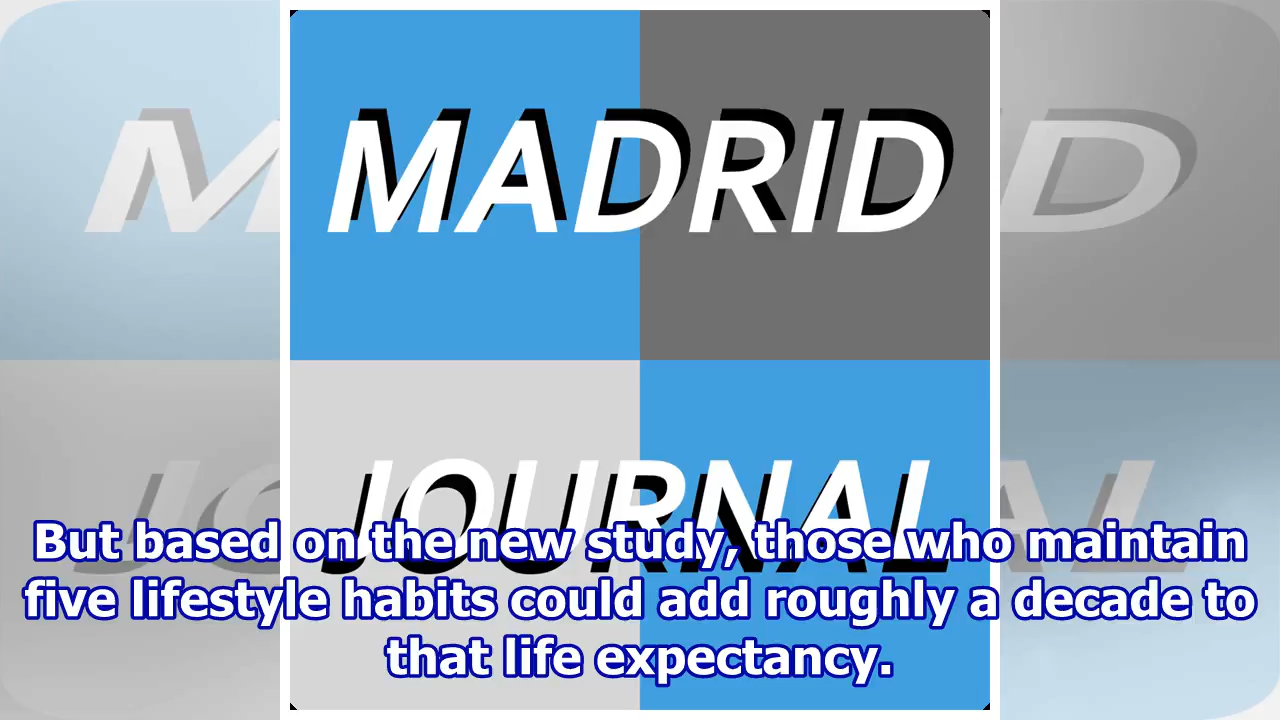 MADRID
JOURNAL
But based on the new study, those who maintain
five lifestyle habits could add roughly a decade to
that life expectancy.